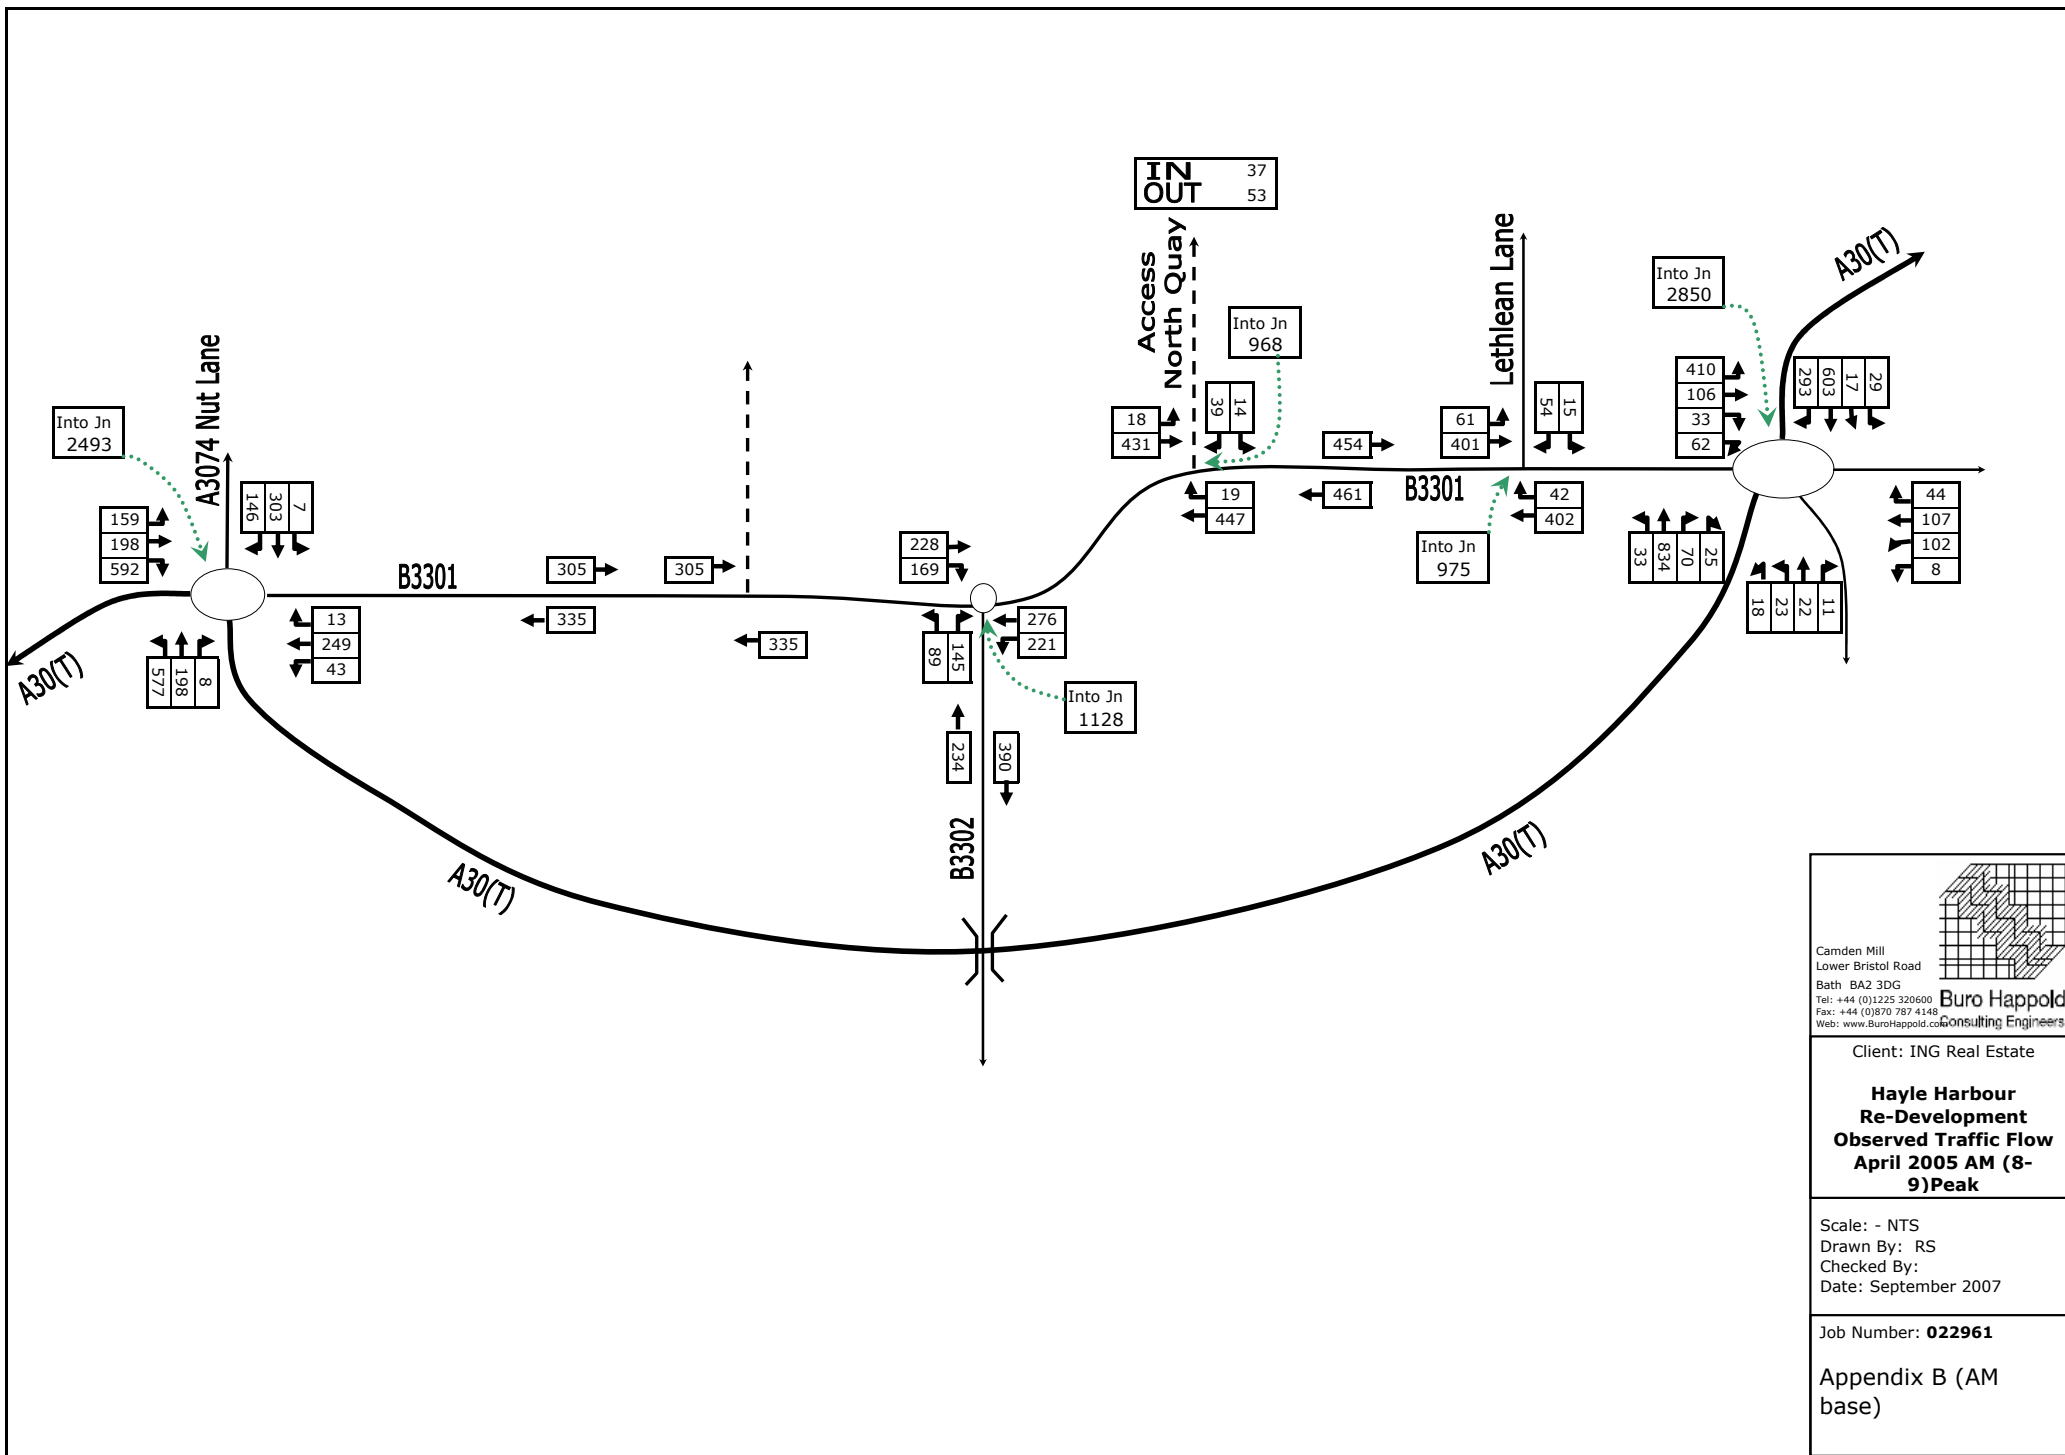 IN 37
OUT 53
Access
North Quay
Lethlean Lane
A30(T)
Into Jn
2850
Into Jn
968
A3074 Nut Lane
Into Jn
2493
410
106
33
62
293
603
17
29
18
431
39
14
454
61
401
54
15
461
B3301
19
447
42
402
44
107
102
8
159
198
592
146
303
7
Into Jn
975
33
834
70
25
18
23
22
11
B3301
305
305
228
169
335
335
13
249
43
577
198
8
A30(T)
89
145
276
221
Into Jn
1128
234
390
B3302
A30(T)
A30(T)
Camden Mill
Lower Bristol Road
Bath BA2 3DG
Tel: +44 (0)1225 320600
Fax: +44 (0)870 787 4148
Web: www.BuroHappold.com
Buro Happold
Consulting Engineers
Client: ING Real Estate
Hayle Harbour
Re-Development
Observed Traffic Flow
April 2005 AM (8-
9)Peak
Scale: - NTS
Drawn By: RS
Checked By:
Date: September 2007
Job Number: 022961
Appendix B (AM
base)